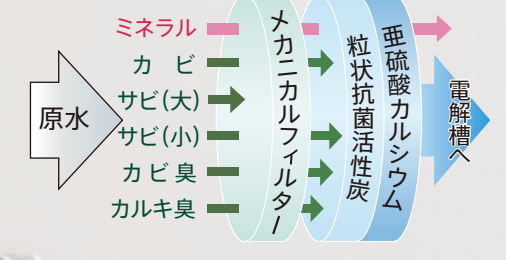 原水
ミネラル
カビ
サビ(大)
サビ(小)
カビ臭
カルキ臭
メカニカルフィルター
粒状抗菌活性炭
亜硫酸カルシウム
電解槽へ